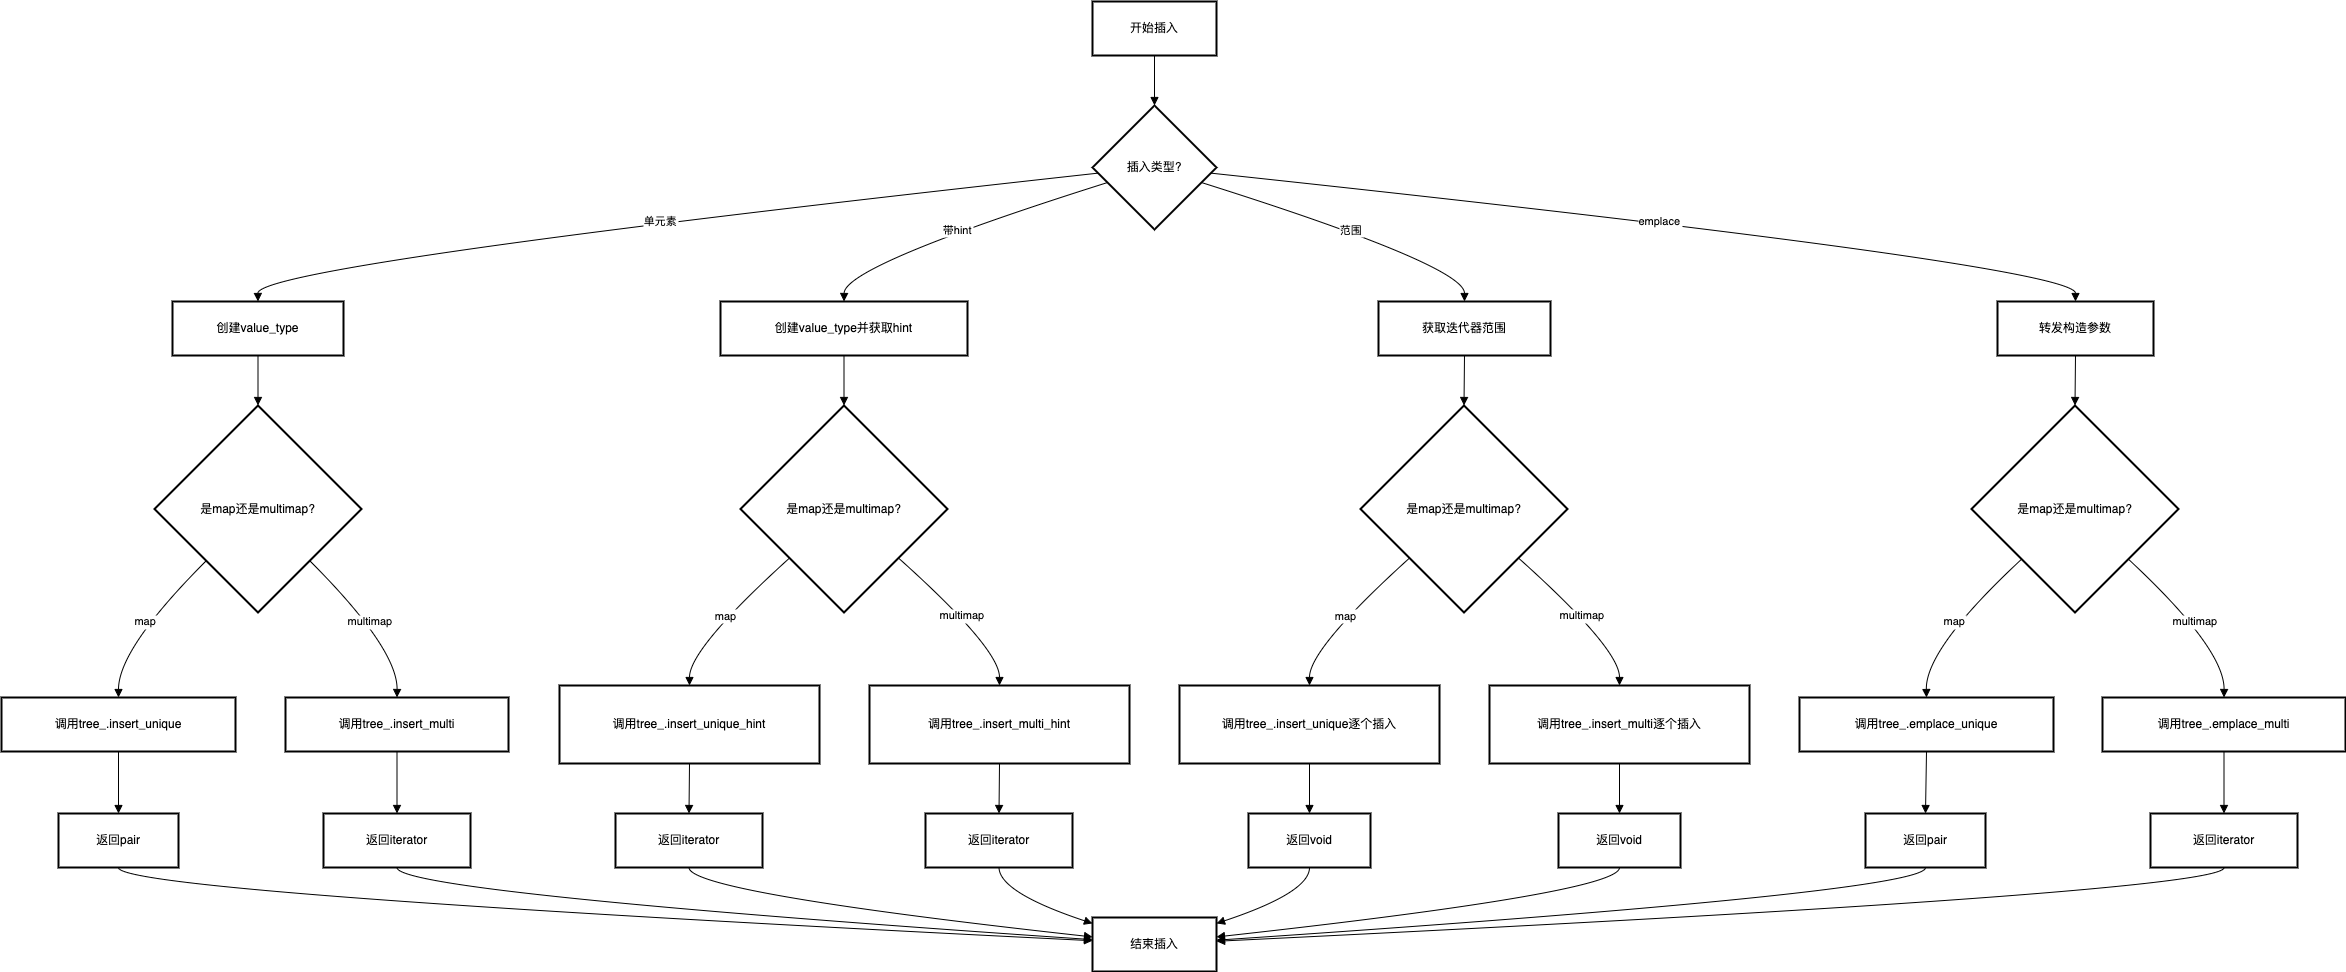 开始插入
插入类型?
单元素
带hint
范围
emplace
创建value_type
创建value_type并获取hint
获取迭代器范围
转发构造参数
是map还是multimap?
是map还是multimap?
是map还是multimap?
是map还是multimap?
map
multimap
map
multimap
map
multimap
map
multimap
调用tree_.insert_unique
调用tree_.insert_multi
调用tree_.insert_unique_hint
调用tree_.insert_multi_hint
调用tree_.insert_unique逐个插入
调用tree_.insert_multi逐个插入
调用tree_.emplace_unique
调用tree_.emplace_multi
返回pair
返回iterator
返回iterator
返回iterator
返回void
返回void
返回pair
返回iterator
结束插入